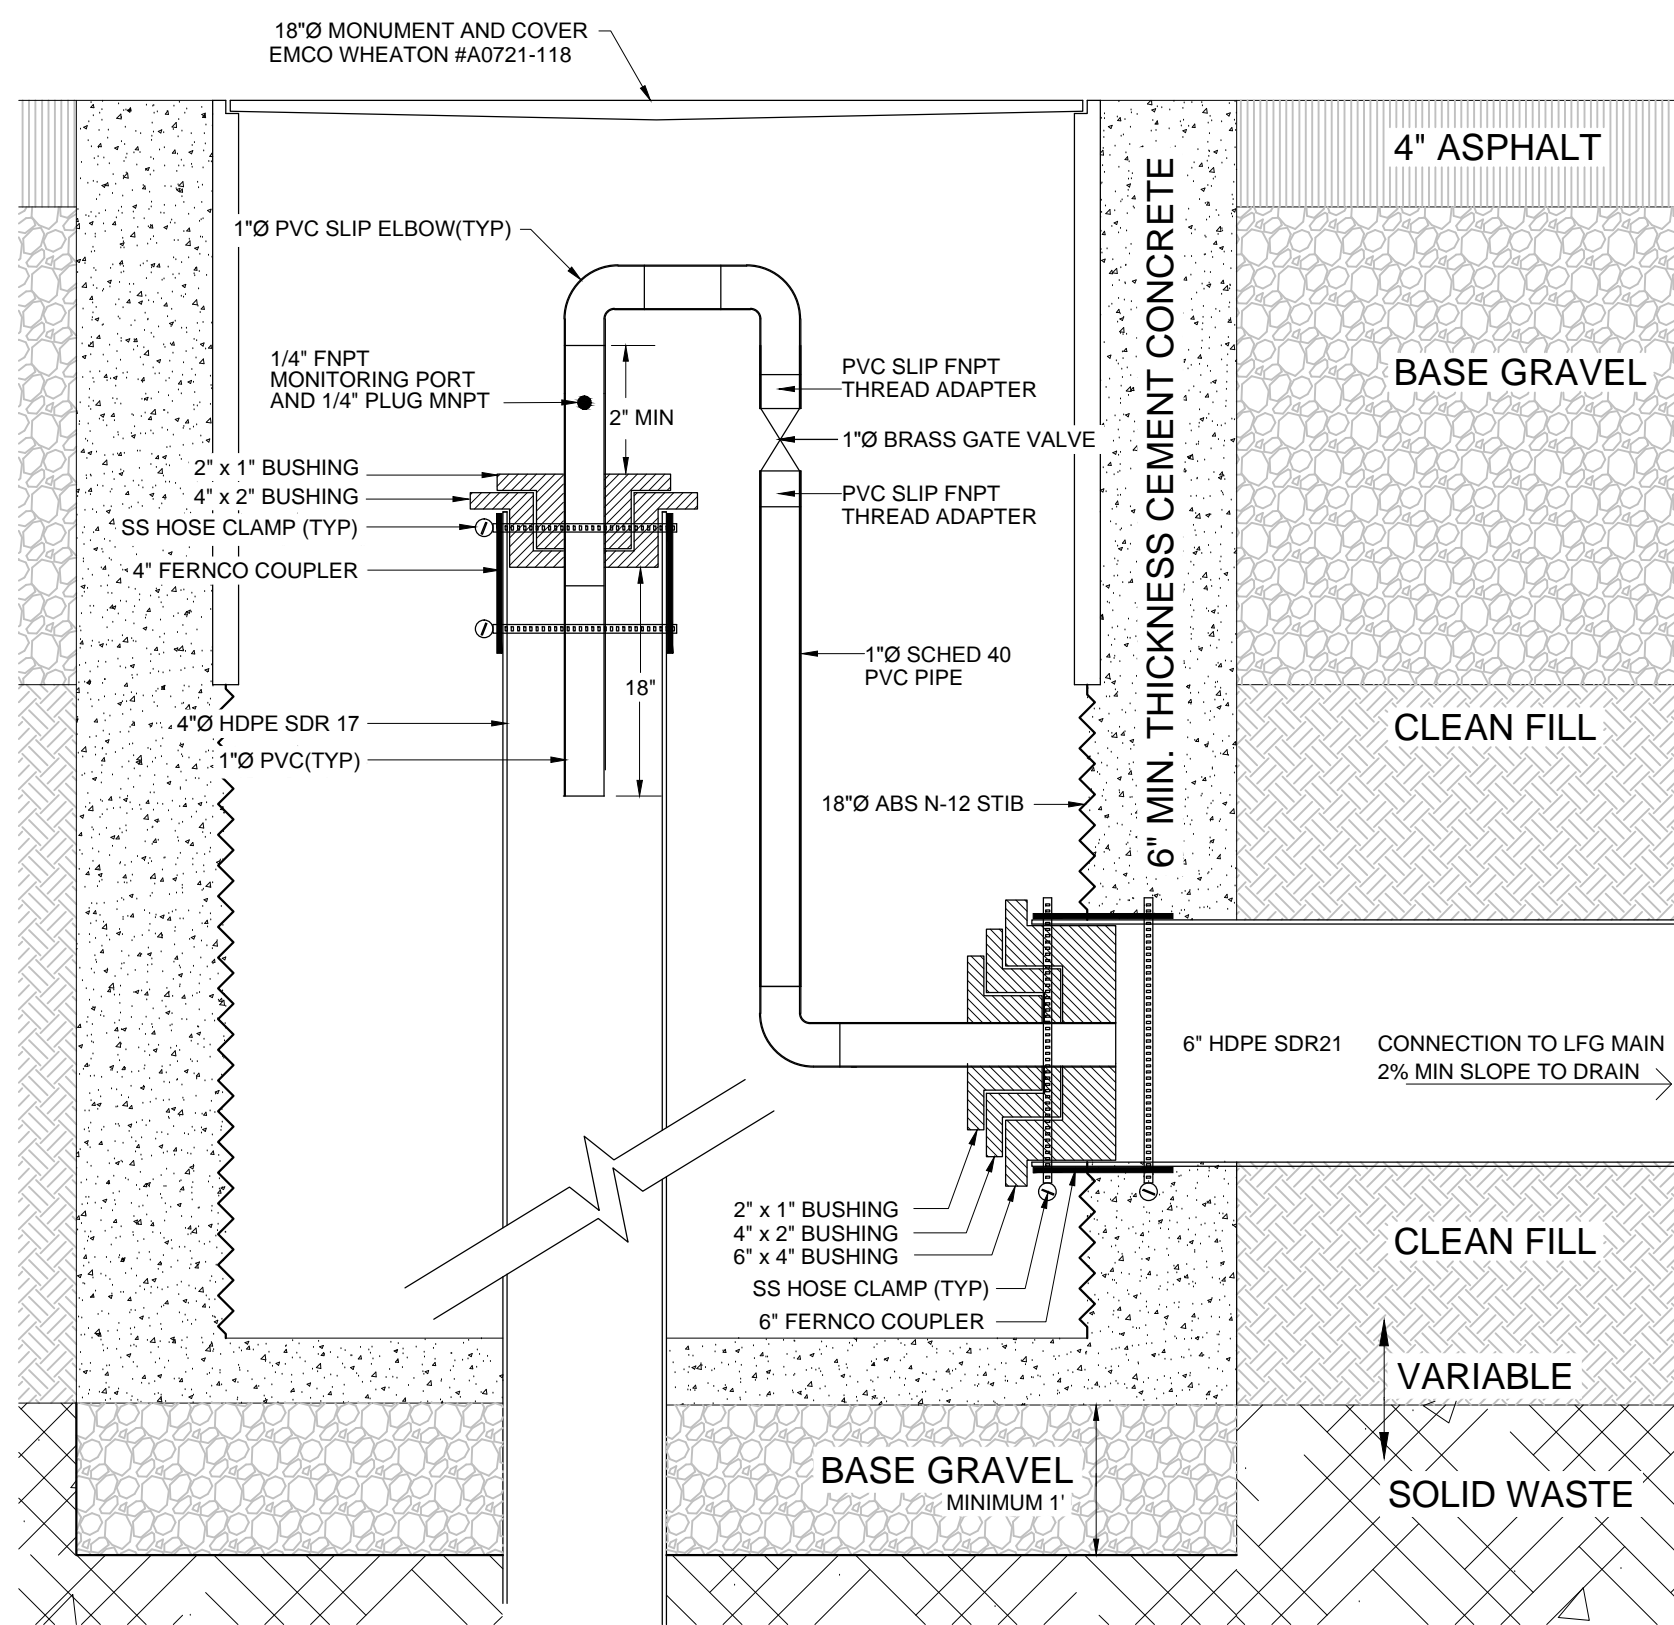 18"Ø MONUMENT AND COVER
EMCO WHEATON #A0721-118
4" ASPHALT
1"Ø PVC SLIP ELBOW(TYP)
6" MIN. THICKNESS CEMENT CONCRETE
1/4" FNPT
MONITORING PORT
AND 1/4" PLUG MNPT
2" MIN
PVC SLIP FNPT
THREAD ADAPTER
BASE GRAVEL
1"Ø BRASS GATE VALVE
2" x 1" BUSHING
4" x 2" BUSHING
SS HOSE CLAMP (TYP)
4" FERNCO COUPLER
PVC SLIP FNPT
THREAD ADAPTER
18"
1"Ø SCHED 40
PVC PIPE
4"Ø HDPE SDR 17
1"Ø PVC(TYP)
CLEAN FILL
18"Ø ABS N-12 STIB
6" HDPE SDR21
CONNECTION TO LFG MAIN
2% MIN SLOPE TO DRAIN
2" x 1" BUSHING
4" x 2" BUSHING
6" x 4" BUSHING
SS HOSE CLAMP (TYP)
6" FERNCO COUPLER
CLEAN FILL
VARIABLE
BASE GRAVEL
MINIMUM 1'
SOLID WASTE